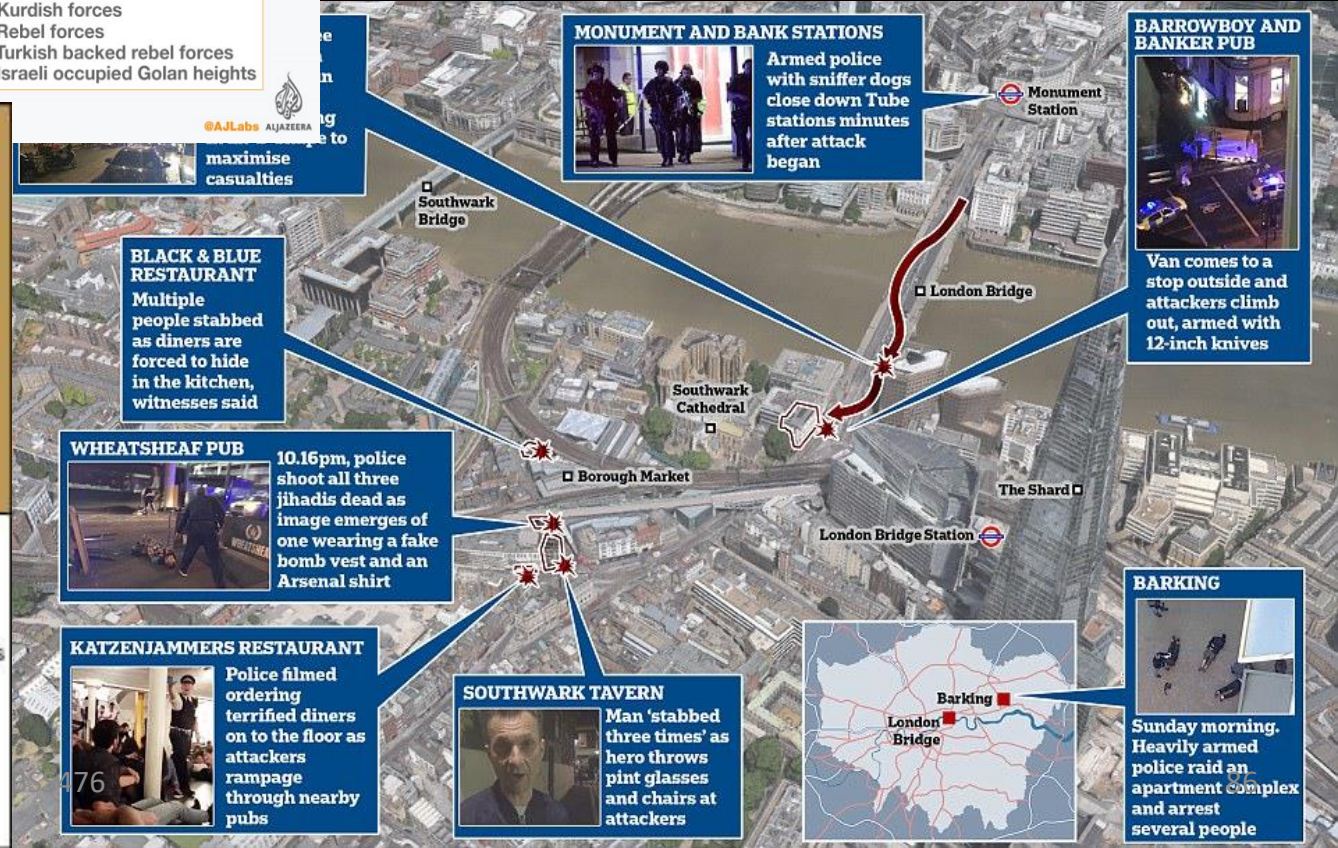 Kurdish forces
Rebel forces
Turkish backed rebel forces
Israeli occupied Golan heights
@AJLabs ALJAZEERA
to
maximise
casualties
MONUMENT AND BANK STATIONS
Armed police
with sniffer dogs
close down Tube
stations minutes
after attack
began
Monument
Station
BARROWBOY AND
BANKER PUB
Van comes to a
stop outside and
attackers climb
out, armed with
12-inch knives
Southwark
Bridge
BLACK & BLUE
RESTAURANT
Multiple
people stabbed
as diners are
forced to hide
in the kitchen,
witnesses said
London Bridge
Southwark
Cathedral
WHEATSHEAF PUB
10.16pm, police
shoot all three
jihadis dead as
image emerges of
one wearing a fake
bomb vest and an
Arsenal shirt
Borough Market
The Shard
London Bridge Station
KATZENJAMMERS RESTAURANT
Police filmed
ordering
terrified diners
on to the floor as
attackers
rampage
through nearby
pubs
SOUTHWARK TAVERN
Man ‘stabbed
three times’ as
hero throws
pint glasses
and chairs at
attackers
Barking
London
Bridge
BARKING
Sunday morning.
Heavily armed
police raid an
apartment complex
and arrest
several people
476
86